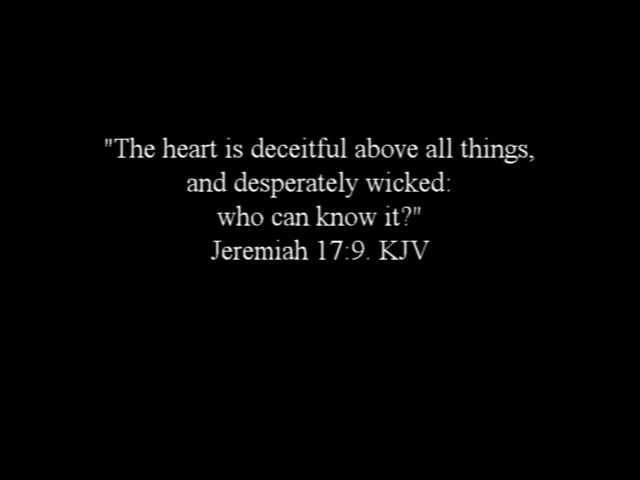 "The heart is deceitful above all things,
and desperately wicked:
who can know it?"
Jeremiah 17:9. KJV